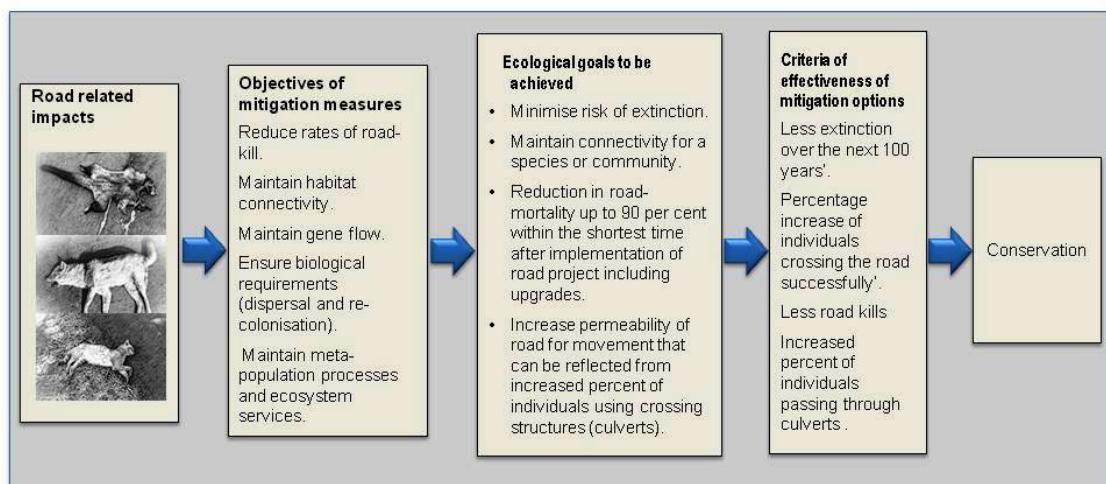 Road related
impacts
Objectives of
mitigation measures
Reduce rates of road-
kill.
Maintain habitat
connectivity.
Maintain gene flow.
Ensure biological
requirements
(dispersal and re-
colonisation).
Maintain meta-
population processes
and ecosystem
services.
Ecological goals to be
achieved
• Minimise risk of extinction.
• Maintain connectivity for a
species or community.
• Reduction in road-
mortality up to 90 per cent
within the shortest time
after implementation of
road project including
upgrades.
• Increase permeability of
road for movement that
can be reflected from
increased percent of
individuals using crossing
structures (culverts).
Criteria of
effectiveness of
mitigation options
Less extinction
over the next 100
years'.
Percentage
increase of
individuals
crossing the road
successfully'.
Less road kills
Increased
percent of
individuals
passing through
culverts .
Conservation